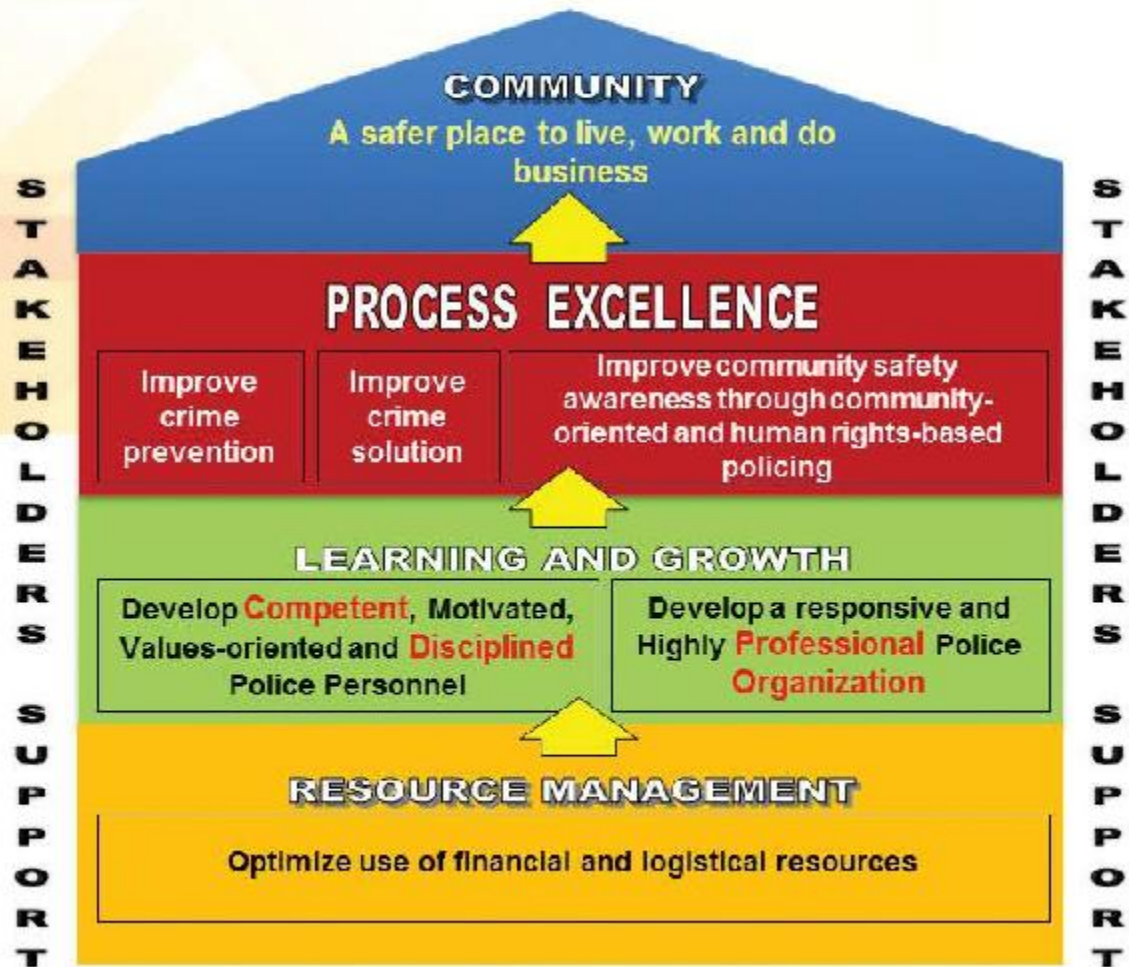 COMMUNITY
A safer place to live, work and do
business
PROCESS EXCELLENCE
Improve
crime
prevention
Improve
crime
solution
Improve community safety
awareness through community-
oriented and human rights-based
policing
LEARNING AND GROWTH
Develop Competent, Motivated,
Values-oriented and Disciplined
Police Personnel
Develop a responsive and
Highly Professional Police
Organization
RESOURCE MANAGEMENT
Optimize use of financial and logistical resources
STAKEHOLDERS SUPPORT
STAKEHOLDERS SUPPORT